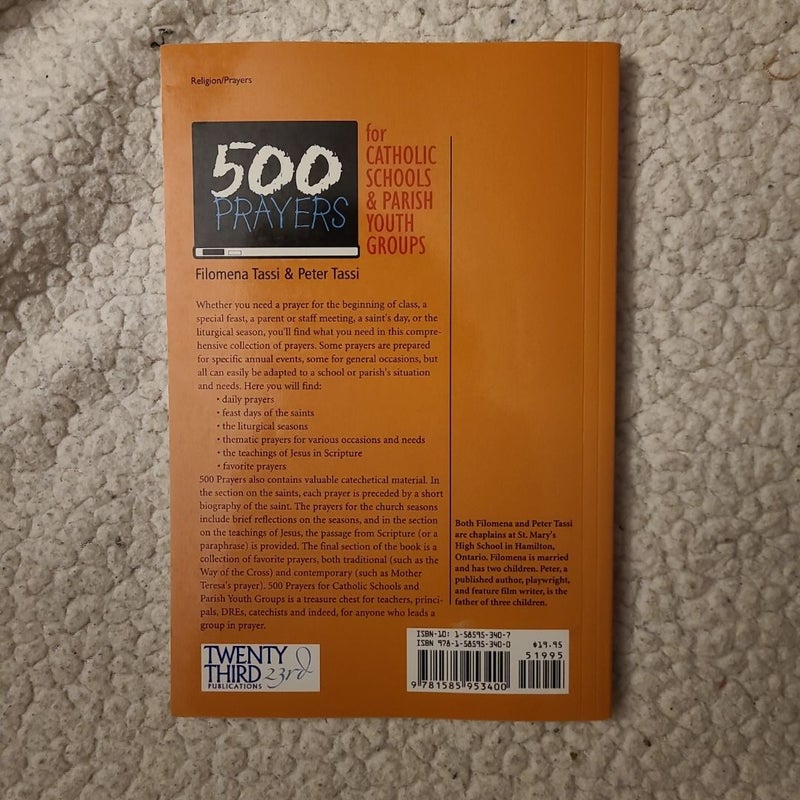 Religion/Prayers
500
PRAYERS
for
CATHOLIC
SCHOOLS
& PARISH
YOUTH
GROUPS
Filomena Tassi & Peter Tassi
Whether you need a prayer for the beginning of class, a
special feast, a parent or staff meeting, a saint's day, or the
liturgical season, you'll find what you need in this compre-
hensive collection of prayers. Some prayers are prepared
for specific annual events, some for general occasions, but
all can easily be adapted to a school or parish's situation
and needs. Here you will find:
• daily prayers
• feast days of the saints
• the liturgical seasons
• thematic prayers for various occasions and needs
• the teachings of Jesus in Scripture
• favorite prayers
500 Prayers also contains valuable catechetical material. In
the section on the saints, each prayer is preceded by a short
biography of the saint. The prayers for the church seasons
include brief reflections on the seasons, and in the section
on the teachings of Jesus, the passage from Scripture (or a
paraphrase) is provided. The final section of the book is a
collection of favorite prayers, both traditional (such as the
Way of the Cross) and contemporary (such as Mother
Teresa's prayer). 500 Prayers for Catholic Schools and
Parish Youth Groups is a treasure chest for teachers, princi-
pals, DREs, catechists and indeed, for anyone who leads a
group in prayer.
Both Filomena and Peter Tassi
are chaplains at St. Mary's
High School in Hamilton,
Ontario. Filomena is married
and has two children. Peter, a
published author, playwright,
and feature film writer, is the
father of three children.
TWENTY
THIRD 23rd
PUBLICATIONS
ISBN-10: 1-58595-340-7
ISBN 978-1-58595-340-0
$19.95
51995
9 781585 953400